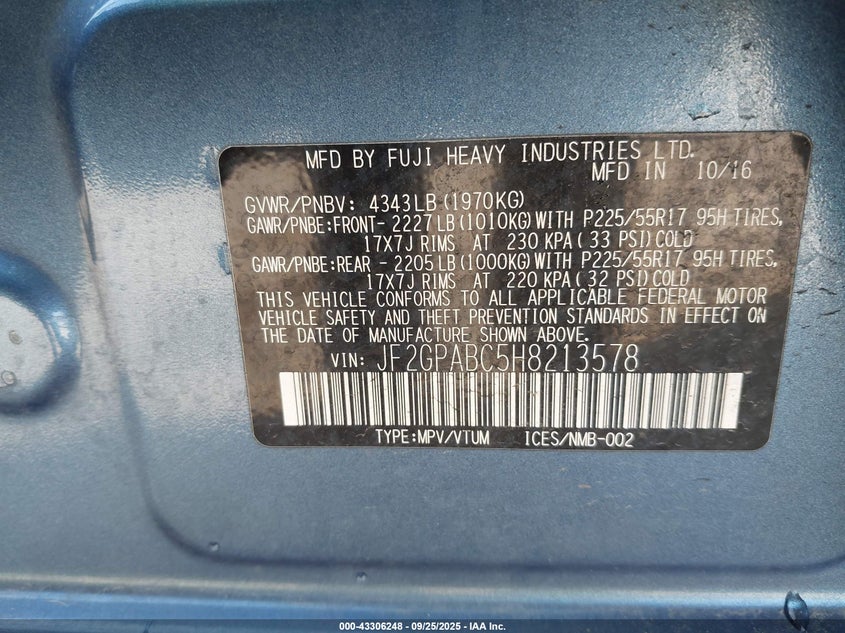 MFD BY FUJI HEAVY INDUSTRIES LTD.
MFD IN 10/16
GVWR/PNBV: 4343LB(1970KG)
GAWR/PNBE:FRONT- 2227LB(1010KG)WITH P225/55R17 95H TIRES,
17X7J RIMS AT 230 KPA( 33 PSI)COLD
GAWR/PNBE:REAR - 2205LB(1000KG)WITH P225/55R17 95H TIRES,
17X7J RIMS AT 220 KPA( 32 PSI)COLD
THIS VEHICLE CONFORMS TO ALL APPLICABLE FEDERAL MOTOR
VEHICLE SAFETY AND THEFT PREVENTION STANDARDS IN EFFECT ON
THE DATE OF MANUFACTURE SHOWN ABOVE.
VIN: JF2GPABC5H8213578
TYPE:MPV/VTUM ICES/NMB-002
000-43306248 - 09/25/2025 - IAA Inc.